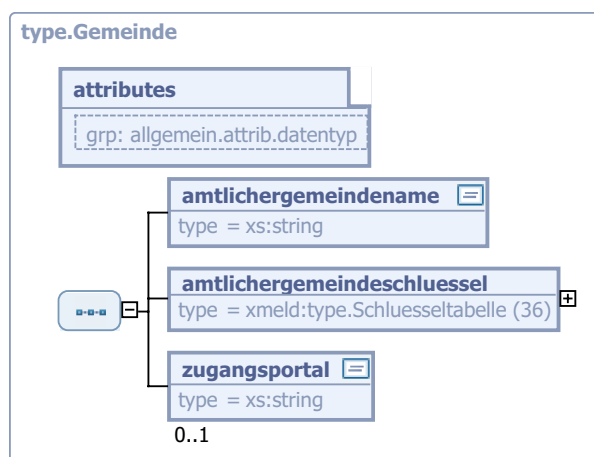 type.Gemeinde
attributes
grp: allgemein.attrib.datentyp
amtlichergemeindename
type = xs:string
amtlichergemeindeschluessel
type = xmeld:type.Schluesseltabelle (36)
zugangsportal
type = xs:string
0..1